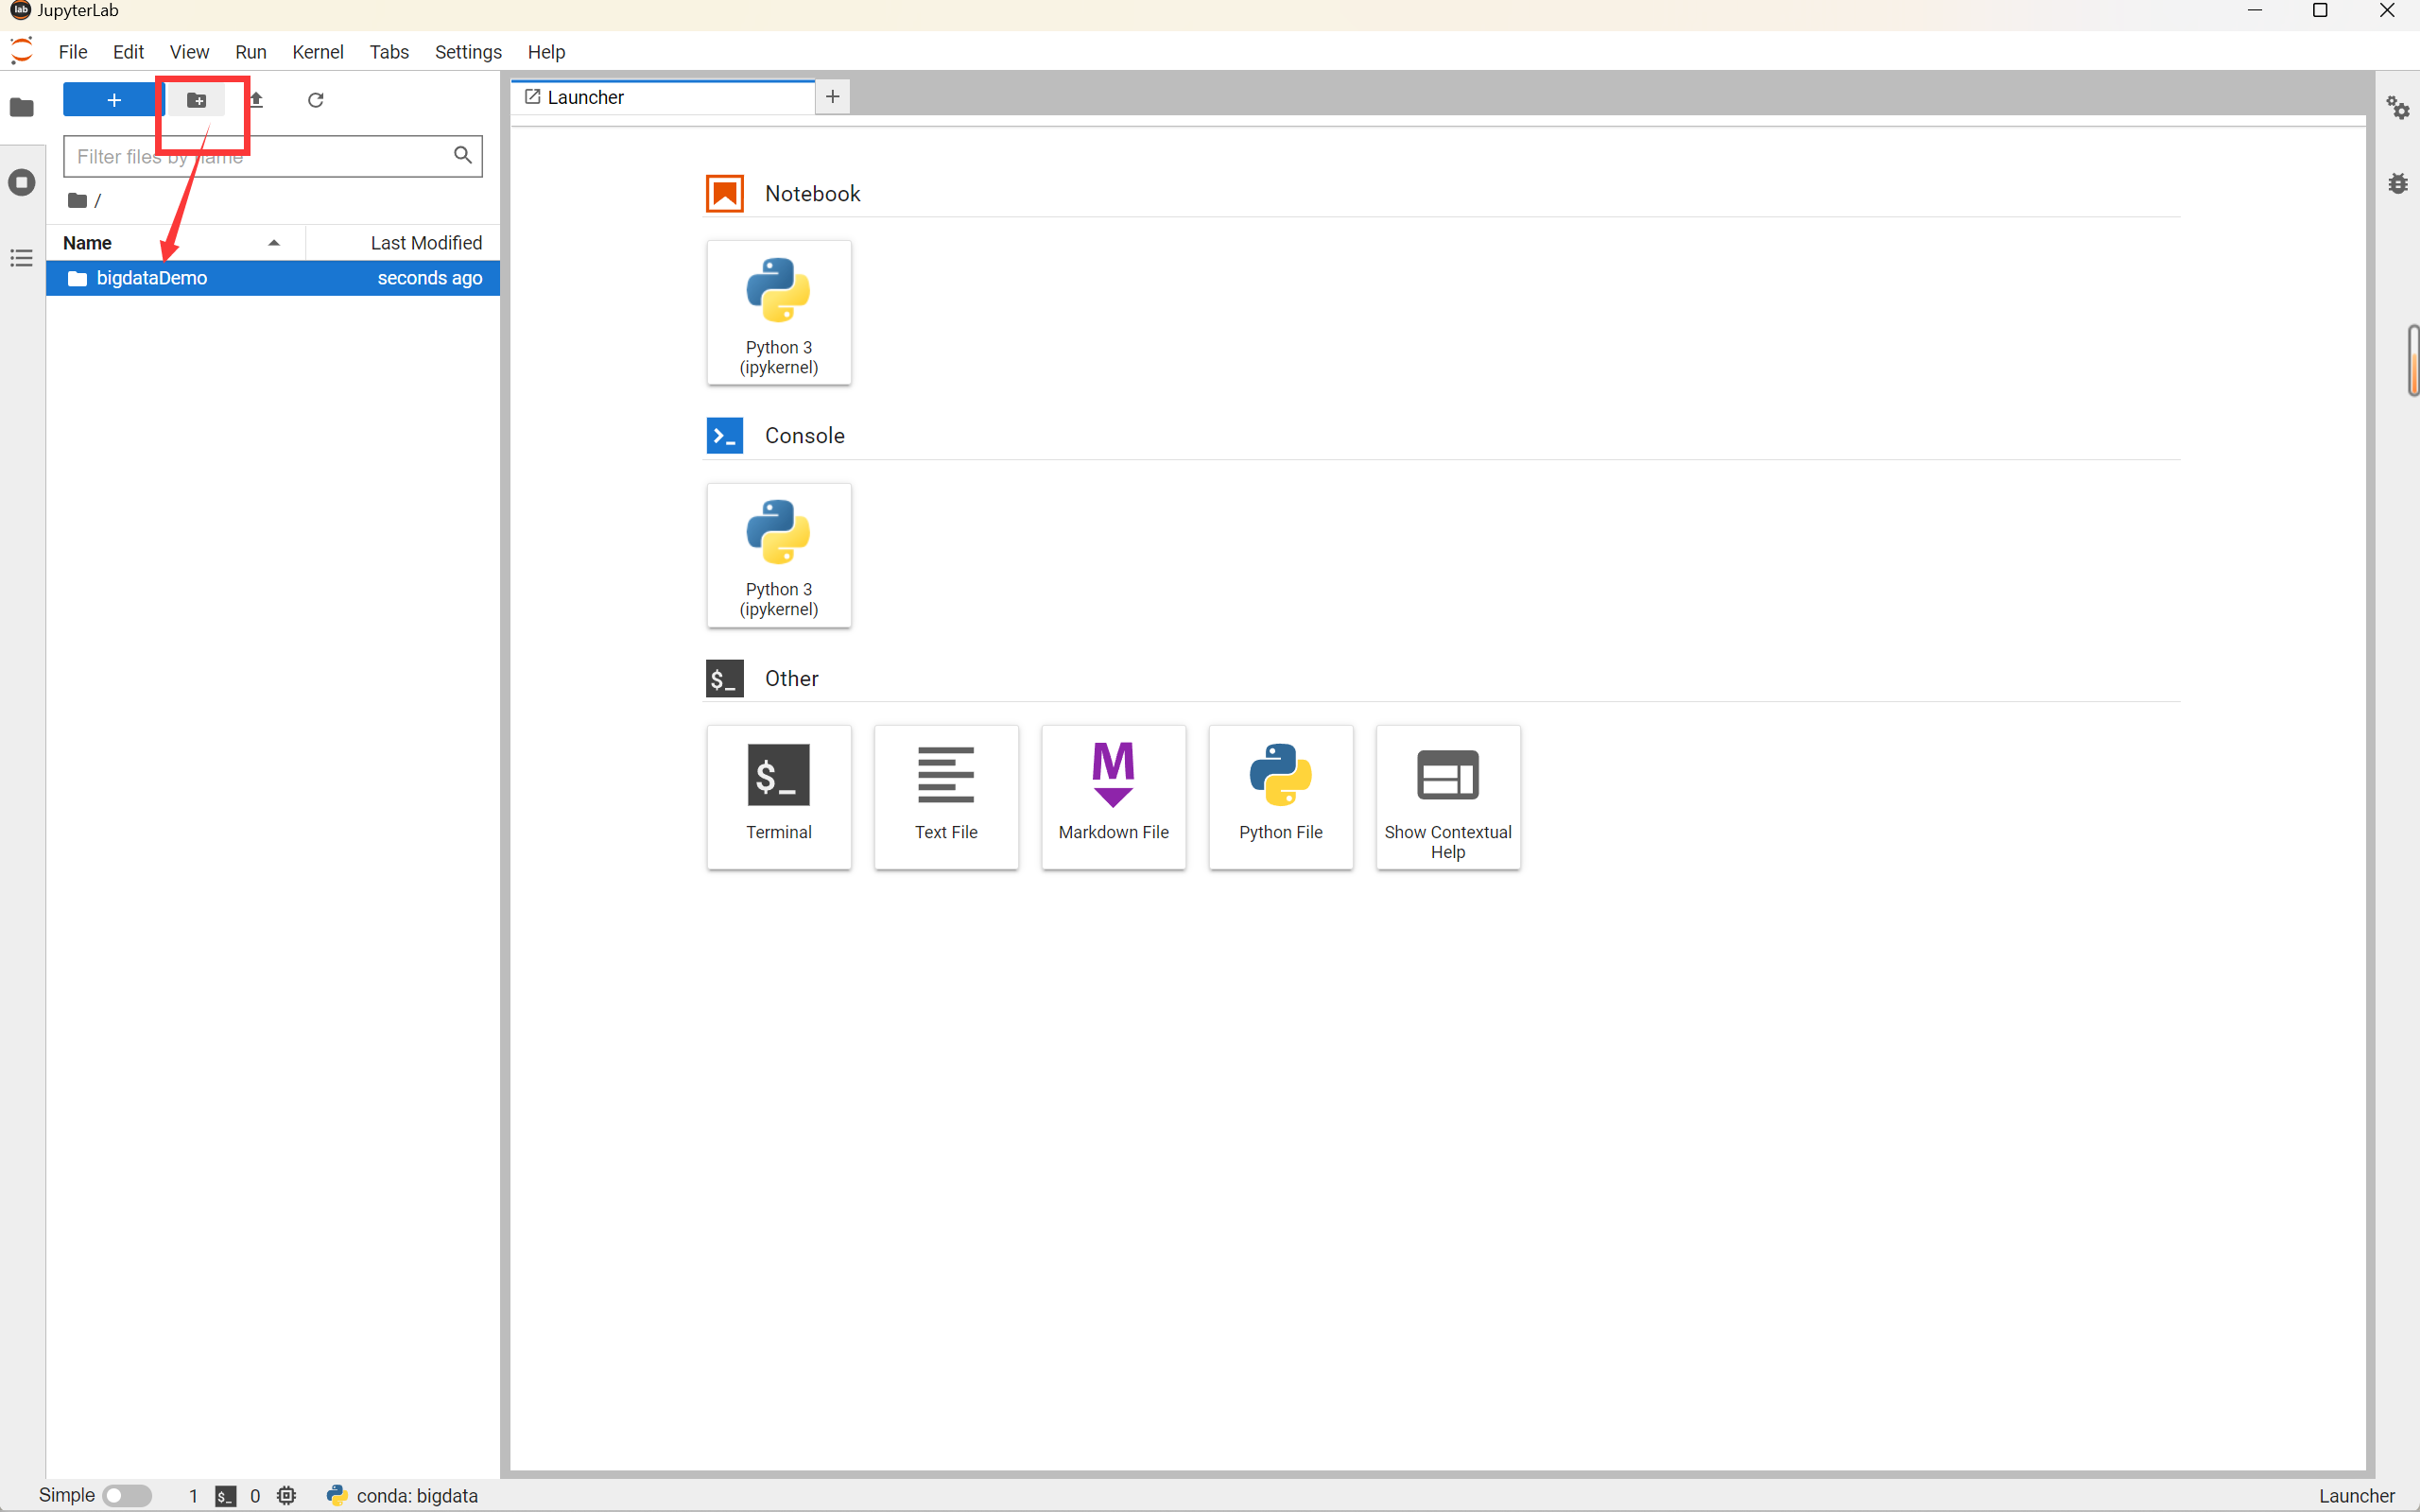 JupyterLab
File Edit View Run Kernel Tabs Settings Help
Launcher
Filter files by name
/
Name Last Modified
bigdataDemo seconds ago
Notebook
Python 3
(ipykernel)
Console
Python 3
(ipykernel)
$_ Other
$_
Terminal
Text File
M
Markdown File
Python File
Show Contextual
Help
Simple 1 $_ 0 conda: bigdata Launcher